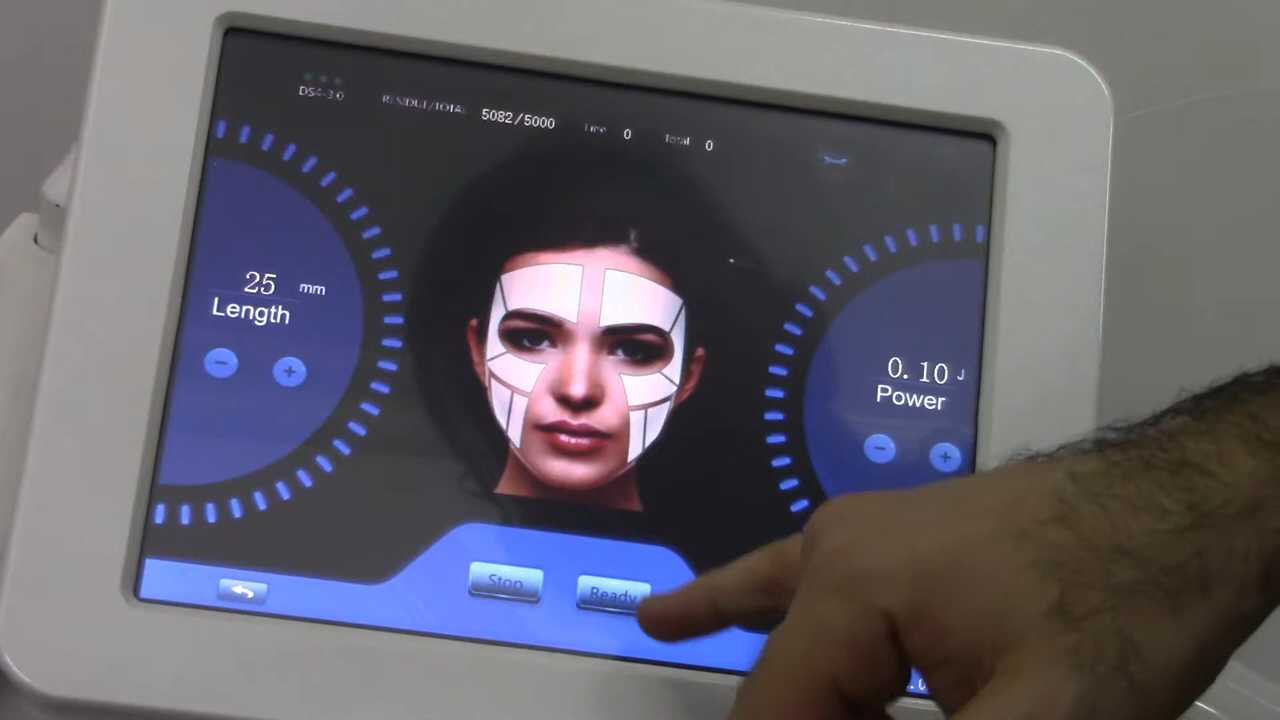 DS4-3.0 RESIDUE/TOTAL 5082/5000 Line 0 Total 0
25 mm
Length
0.10 J
Power
Stop Ready